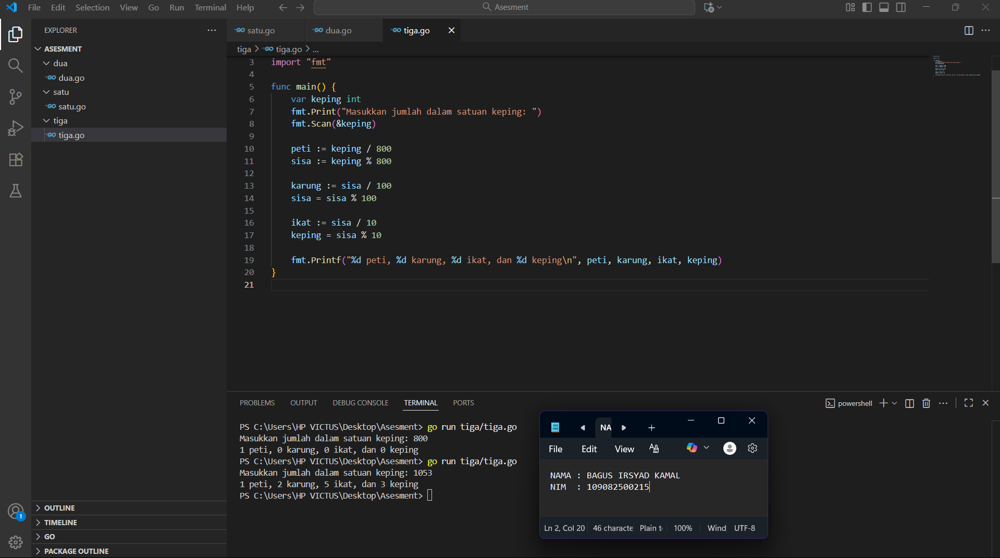 File Edit Selection View Go Run Terminal Help
Asesment
EXPLORER
ASESMENT
dua
dua.go
satu
satu.go
tiga
tiga.go
OUTLINE
TIMELINE
GO
PACKAGE OUTLINE
1
satu.go dua.go tiga.go
tiga > tiga.go > ...
3 import "fmt"
4
5 func main() {
6 var keping int
7 fmt.Print("Masukkan jumlah dalam satuan keping: ")
8 fmt.Scan(&keping)
9
10 peti := keping / 800
11 sisa := keping % 800
12
13 karung := sisa / 100
14 sisa = sisa % 100
15
16 ikat := sisa / 10
17 keping = sisa % 10
18
19 fmt.Printf("%d peti, %d karung, %d ikat, dan %d keping\n", peti, karung, ikat, keping)
20 }
21
PROBLEMS OUTPUT DEBUG CONSOLE TERMINAL PORTS
powershell
PS C:\Users\HP VICTUS\Desktop\Asesment> go run tiga/tiga.go
Masukkan jumlah dalam satuan keping: 800
1 peti, 0 karung, 0 ikat, dan 0 keping
PS C:\Users\HP VICTUS\Desktop\Asesment> go run tiga/tiga.go
Masukkan jumlah dalam satuan keping: 1053
1 peti, 2 karung, 5 ikat, dan 3 keping
PS C:\Users\HP VICTUS\Desktop\Asesment>
NA
File Edit View
NAMA : BAGUS IRSYAD KAMAL
NIM : 109082500215
Ln 2, Col 20 46 characte Plain t 100% Wind UTF-8